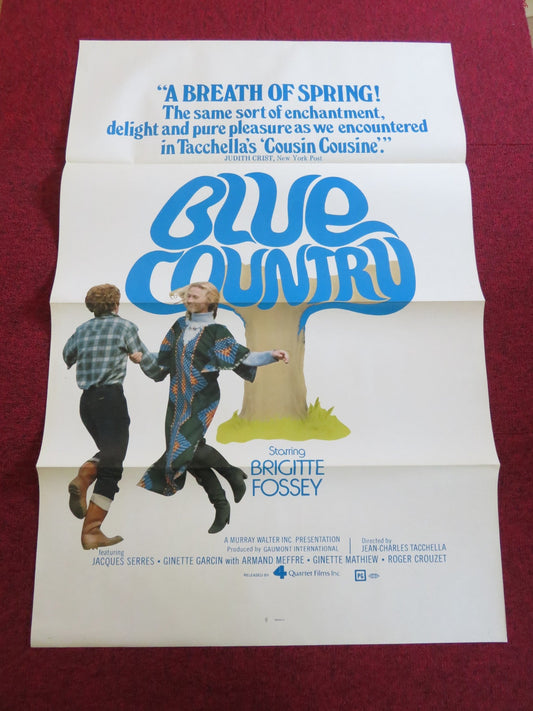 “A BREATH OF SPRING!
The same sort of enchantment,
delight and pure pleasure as we encountered
in Tacchella's ‘Cousin Cousine’.”
JUDITH CRIST, New York Post
BLUE
COUNTRY
Starring
BRIGITTE
FOSSEY
A MURRAY WALTER INC. PRESENTATION
Produced by GAUMONT INTERNATIONAL
Directed by
JEAN-CHARLES TACCHELLA
featuring
JACQUES SERRES • GINETTE GARCIN with ARMAND MEFFRE • GINETTE MATHIEW • ROGER CROUZET
RELEASED BY 4 Quartet Films Inc.
PG